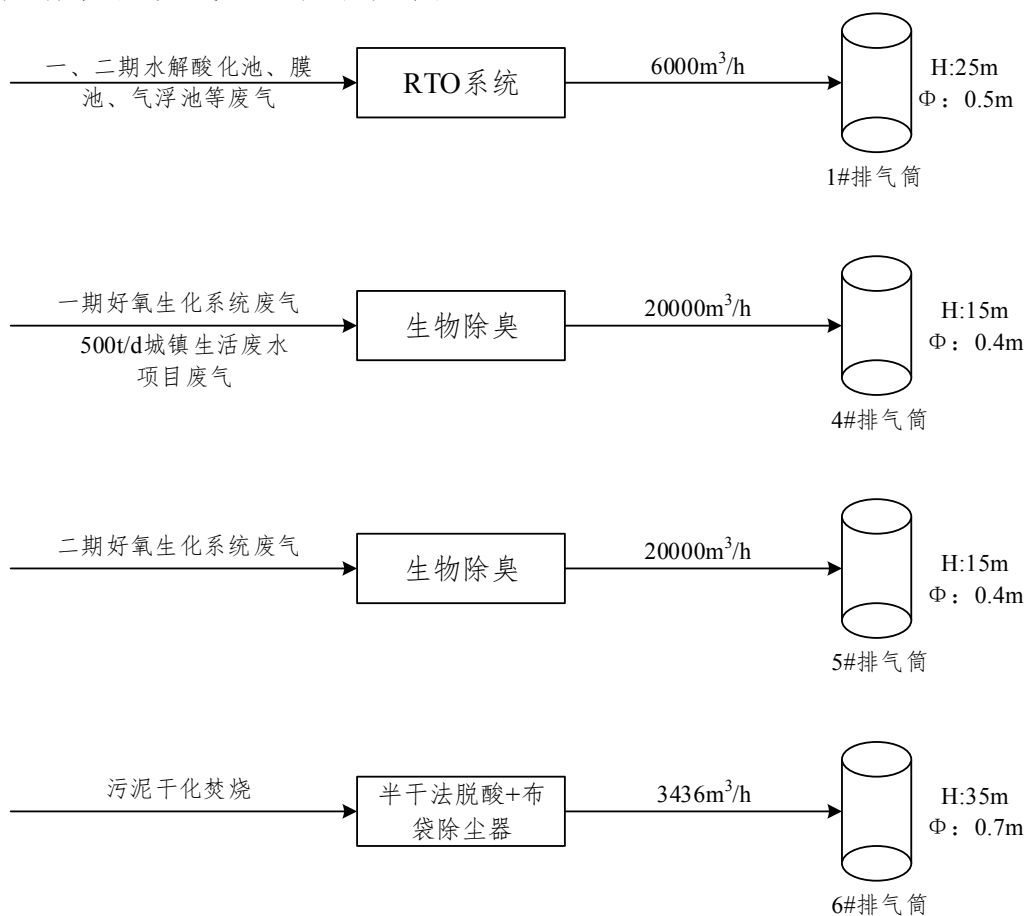 一、二期水解酸化池、膜
池、气浮池等废气
RTO系统
6000m³/h
H:25m
Φ：0.5m
1#排气筒
一期好氧生化系统废气
500t/d城镇生活废水
项目废气
生物除臭
20000m³/h
H:15m
Φ：0.4m
4#排气筒
二期好氧生化系统废气
生物除臭
20000m³/h
H:15m
Φ：0.4m
5#排气筒
污泥干化焚烧
半干法脱酸+布
袋除尘器
3436m³/h
H:35m
Φ：0.7m
6#排气筒